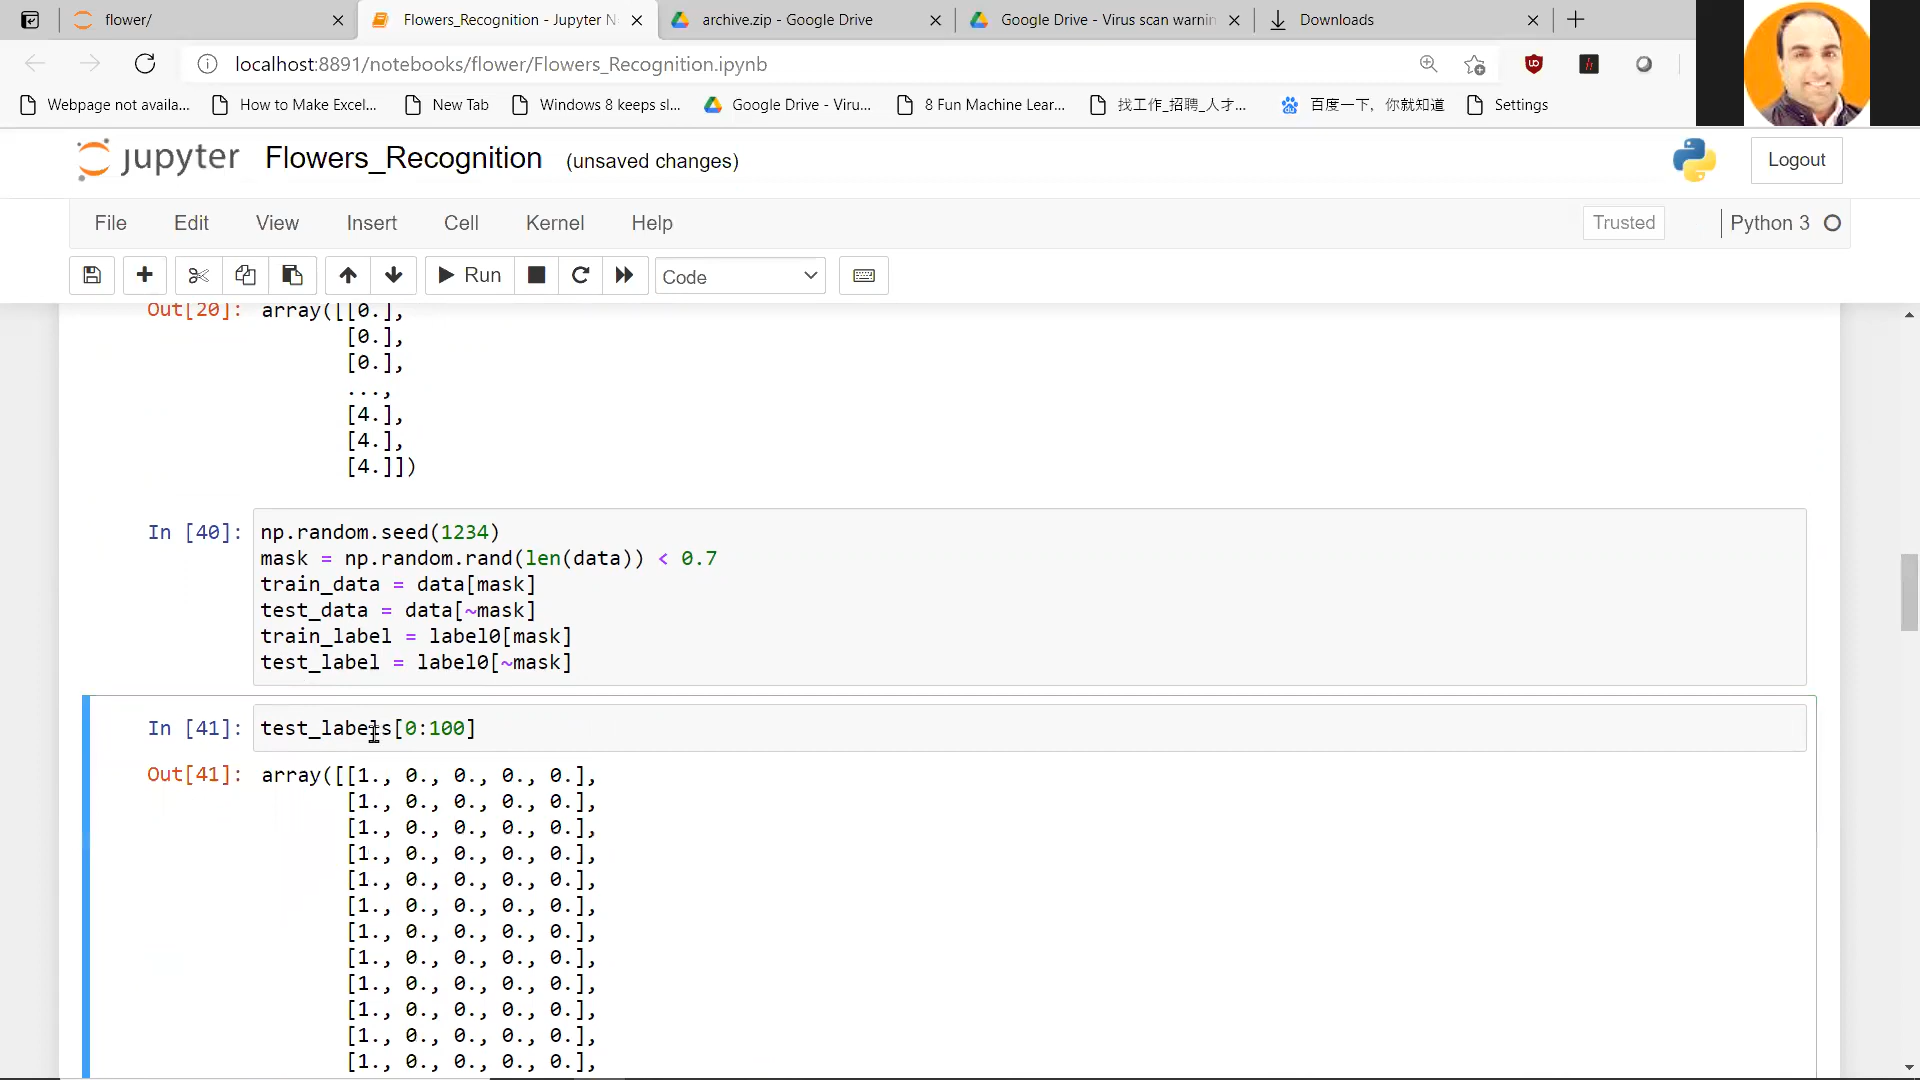 flower/
Flowers_Recognition - Jupyter N
archive.zip - Google Drive
Google Drive - Virus scan warnin
Downloads
localhost:8891/notebooks/flower/Flowers_Recognition.ipynb
Webpage not availa...
How to Make Excel...
New Tab
Windows 8 keeps sl...
Google Drive - Viru...
8 Fun Machine Lear...
找工作_招聘_人才...
百度一下，你就知道
Settings
jupyter
Flowers_Recognition (unsaved changes)
Logout
File Edit View Insert Cell Kernel Help
Trusted
Python 3
Run
Code
Out[20]: array([[0.],
[0.],
[0.],
...,
[4.],
[4.],
[4.]])
In [40]: np.random.seed(1234)
mask = np.random.rand(len(data)) < 0.7
train_data = data[mask]
test_data = data[~mask]
train_label = label0[mask]
test_label = label0[~mask]
In [41]: test_labels[0:100]
Out[41]: array([[1., 0., 0., 0., 0.],
[1., 0., 0., 0., 0.],
[1., 0., 0., 0., 0.],
[1., 0., 0., 0., 0.],
[1., 0., 0., 0., 0.],
[1., 0., 0., 0., 0.],
[1., 0., 0., 0., 0.],
[1., 0., 0., 0., 0.],
[1., 0., 0., 0., 0.],
[1., 0., 0., 0., 0.],
[1., 0., 0., 0., 0.],
[1., 0., 0., 0., 0.],